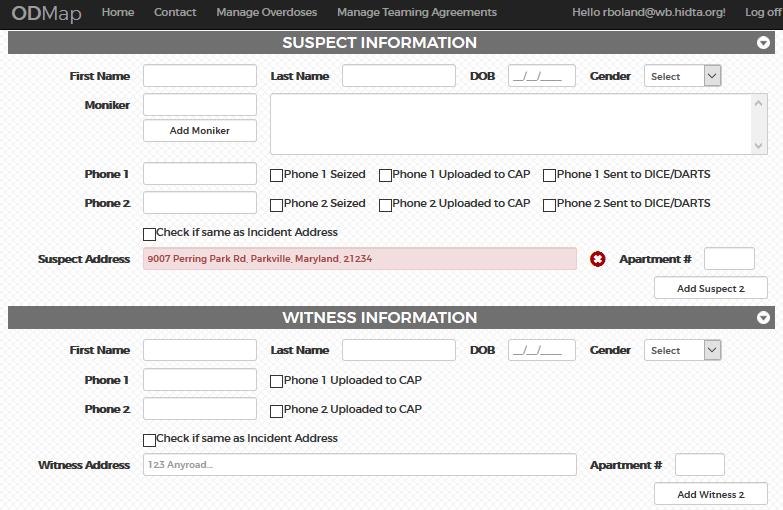 ODMap Home Contact Manage Overdoses Manage Teaming Agreements Hello rboland@wb.hidta.org! Log off
SUSPECT INFORMATION
First Name Last Name DOB __/__/____ Gender Select
Moniker
Add Moniker
Phone 1 Phone 1 Seized Phone 1 Uploaded to CAP Phone 1 Sent to DICE/DARTS
Phone 2 Phone 2 Seized Phone 2 Uploaded to CAP Phone 2 Sent to DICE/DARTS
Check if same as Incident Address
Suspect Address 9007 Perring Park Rd, Parkville, Maryland, 21234 Apartment #
Add Suspect 2
WITNESS INFORMATION
First Name Last Name DOB __/__/____ Gender Select
Phone 1 Phone 1 Uploaded to CAP
Phone 2 Phone 2 Uploaded to CAP
Check if same as Incident Address
Witness Address 123 Anyroad... Apartment #
Add Witness 2